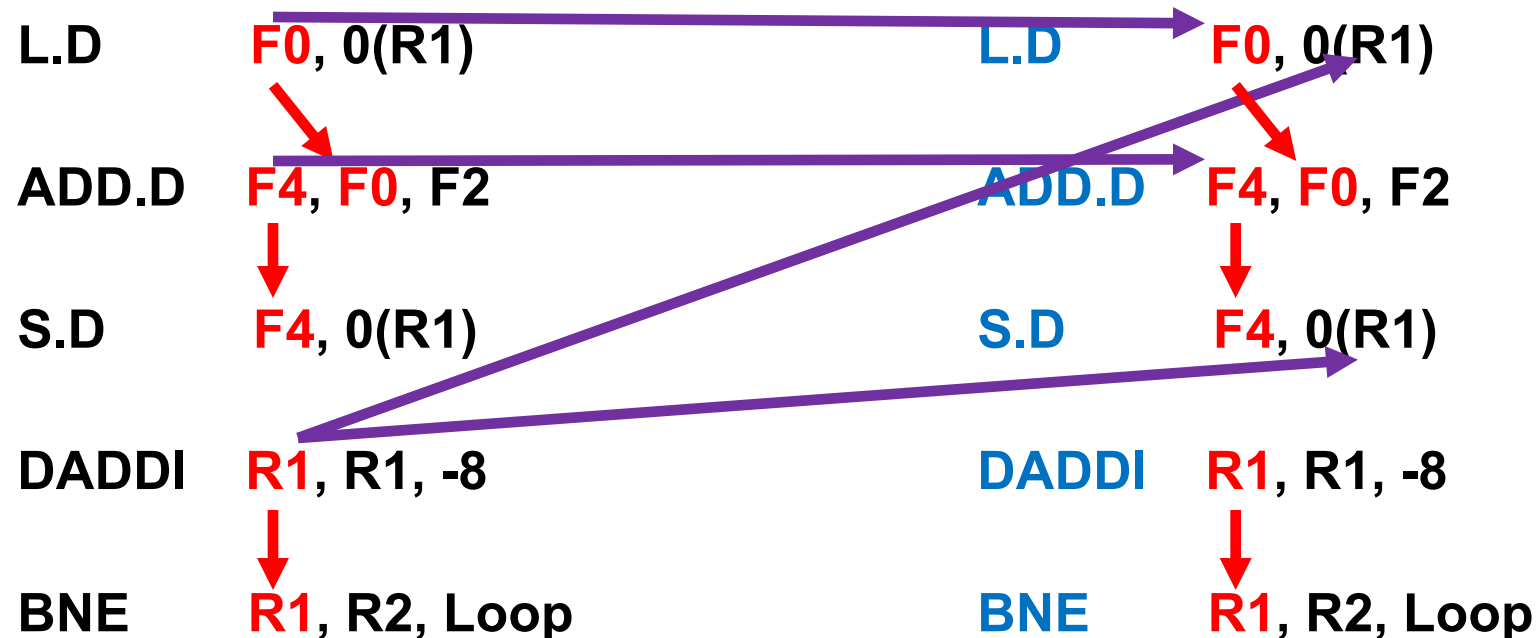 L.D F0, 0(R1) L.D F0, 0(R1)
ADD.D F4, F0, F2 ADD.D F4, F0, F2
S.D F4, 0(R1) S.D F4, 0(R1)
DADDI R1, R1, -8 DADDI R1, R1, -8
BNE R1, R2, Loop BNE R1, R2, Loop